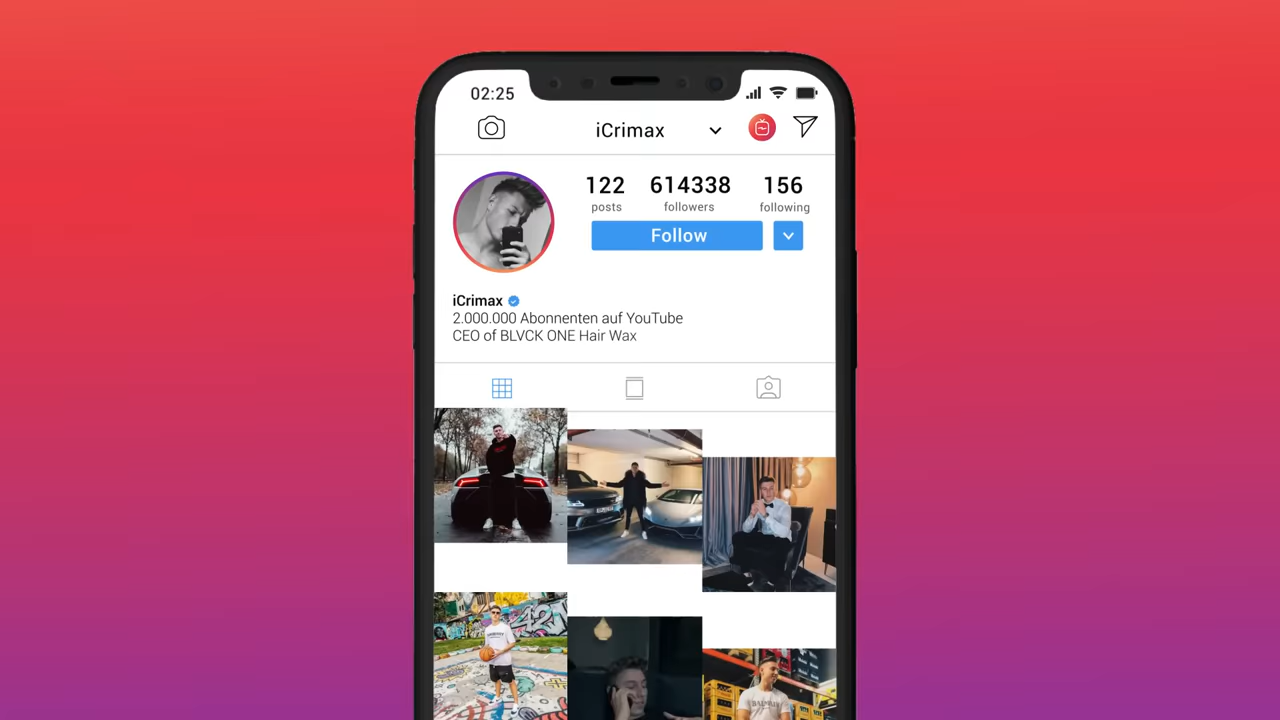 02:25
iCrimax
122 614338 156
posts followers following
Follow
iCrimax
2.000.000 Abonnenten auf YouTube
CEO of BLVCK ONE Hair Wax